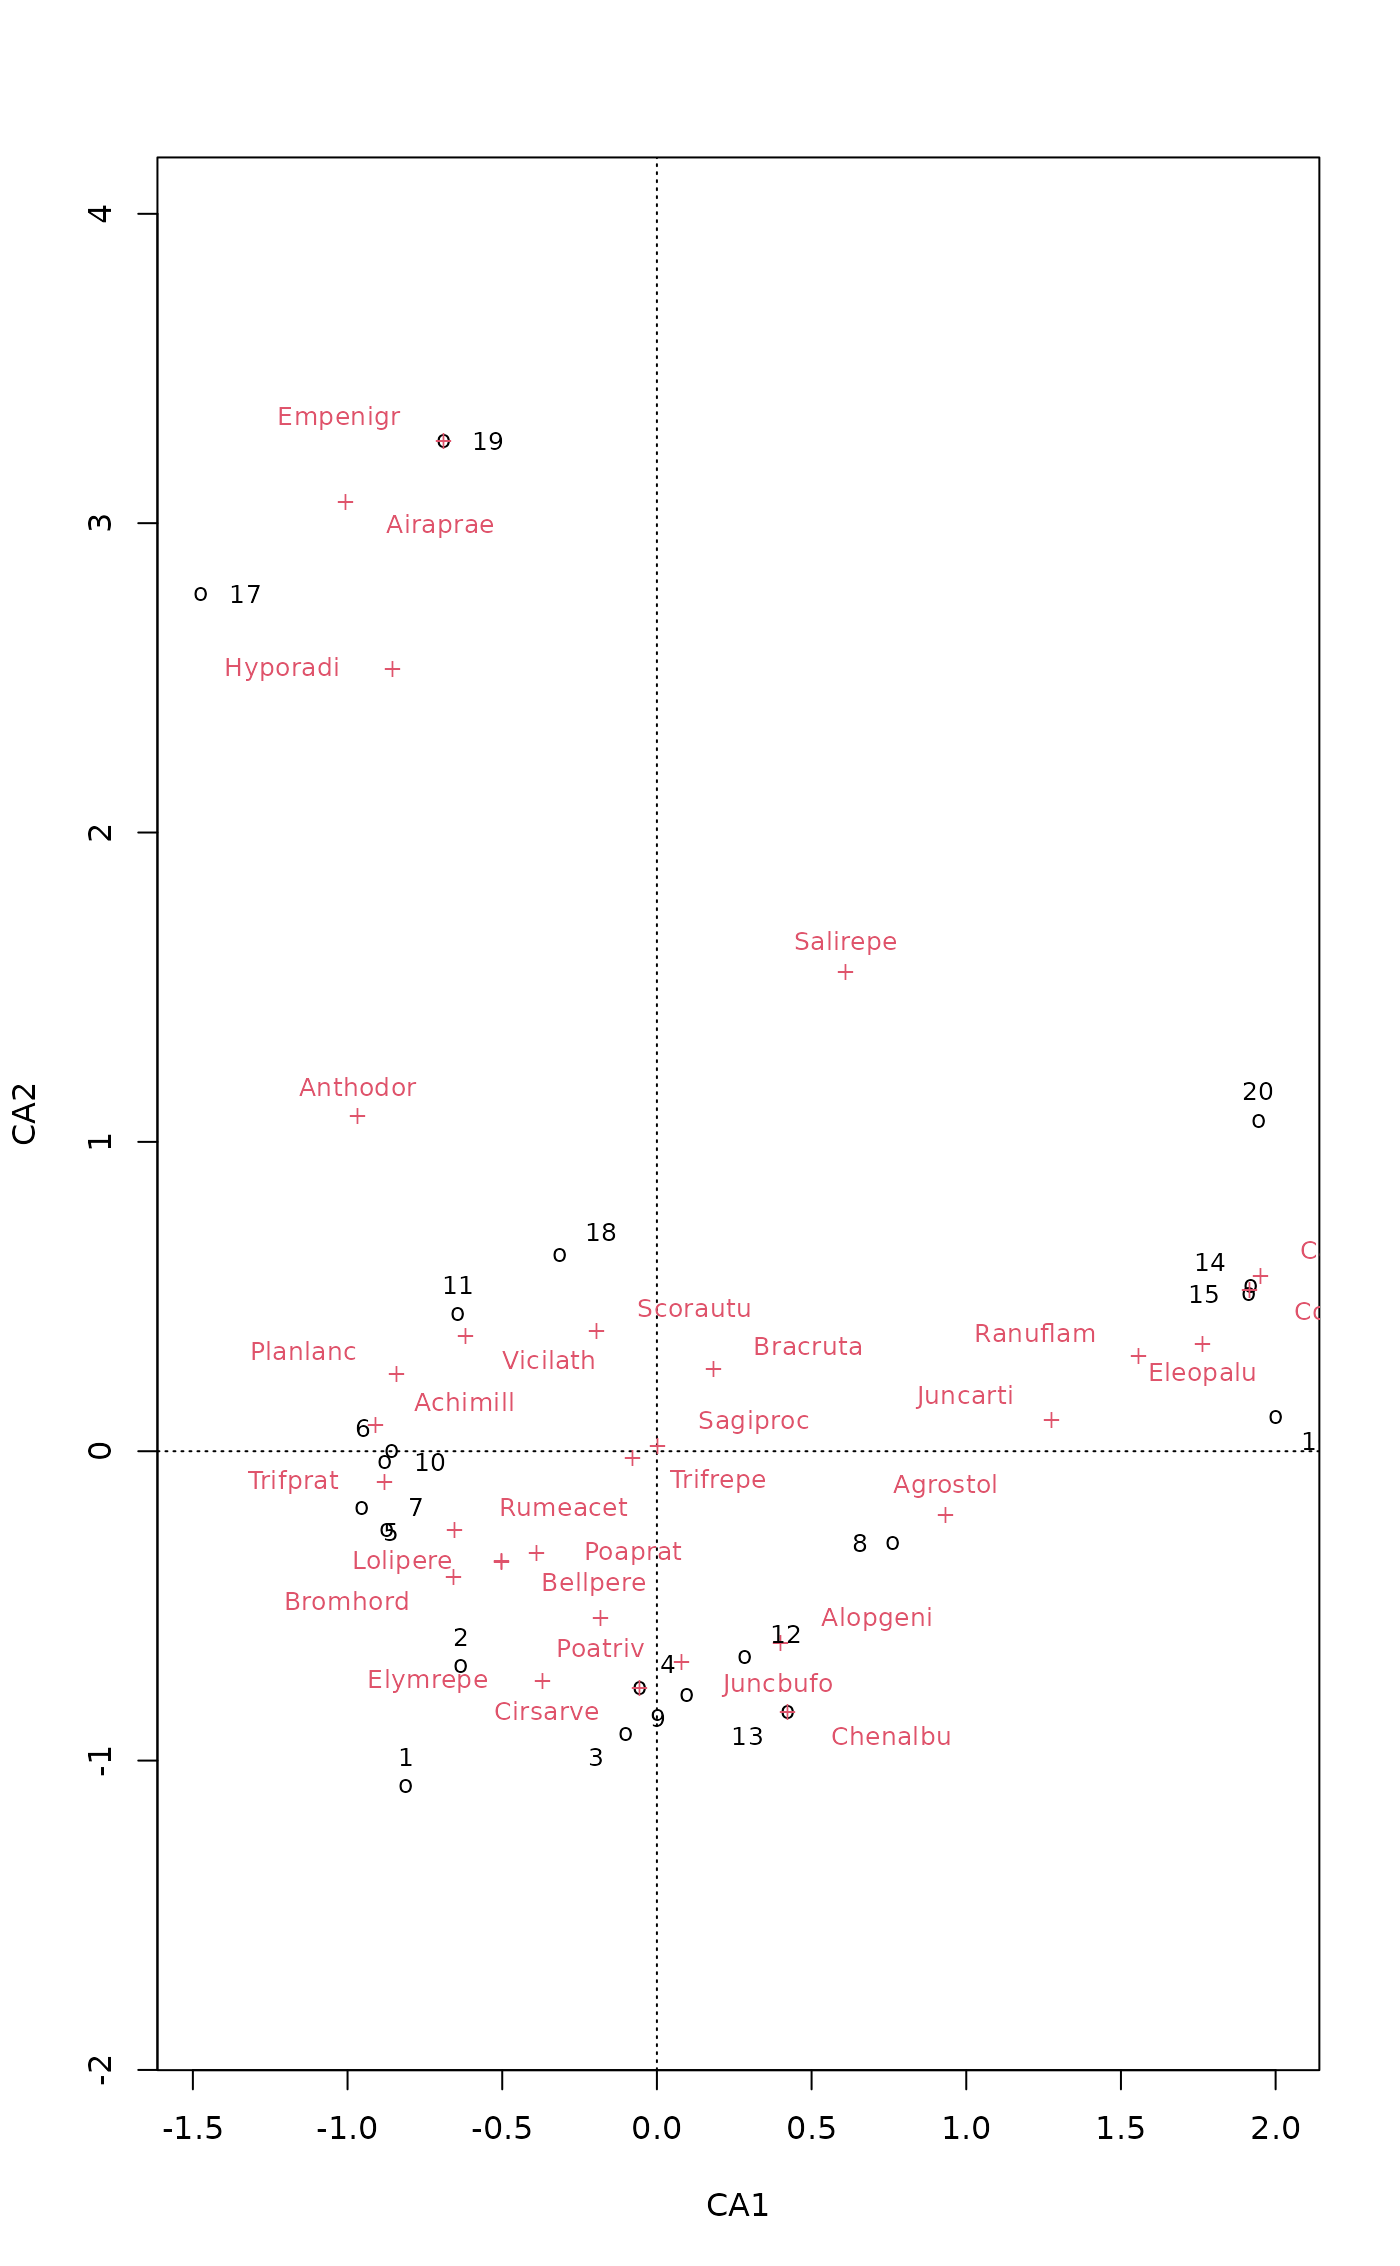 4
Empenigr
19
Airaprae
3
17
Hyporadi
2
Salirepe
Anthodor
20
1
CA2
18
C
14
11
15
Scorautu
Co
Ranuflam
Planlanc
Bracruta
Vicilath
Eleopalu
Juncarti
Achimill
Sagiproc
6
1
0
10
Trifprat
Trifrepe
Agrostol
7
Rumeacet
5
8
Poaprat
Lolipere
Bellpere
Bromhord
Alopgeni
12
2
Poatriv
4
Elymrepe
Juncbufo
Cirsarve
9
13
Chenalbu
-1
1
3
-2
-1.5 -1.0 -0.5 0.0 0.5 1.0 1.5 2.0
CA1